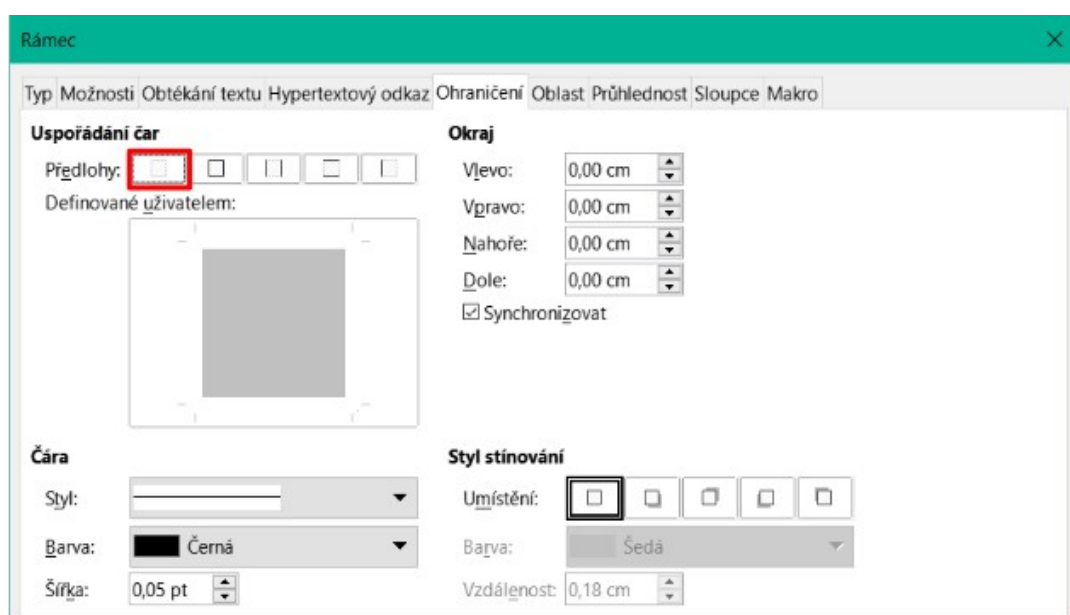 Rámec
Typ Možnosti Obtékání textu Hypertextový odkaz Ohraničení Oblast Průhlednost Sloupce Makro
Uspořádání čar
Předlohy:
Definované uživatelem:
Okraj
Vlevo: 0,00 cm
Vpravo: 0,00 cm
Nahoře: 0,00 cm
Dole: 0,00 cm
Synchronizovat
Čára
Styl:
Barva: Černá
Šířka: 0,05 pt
Styl stínování
Umístění:
Barva: Šedá
Vzdálenost: 0,18 cm